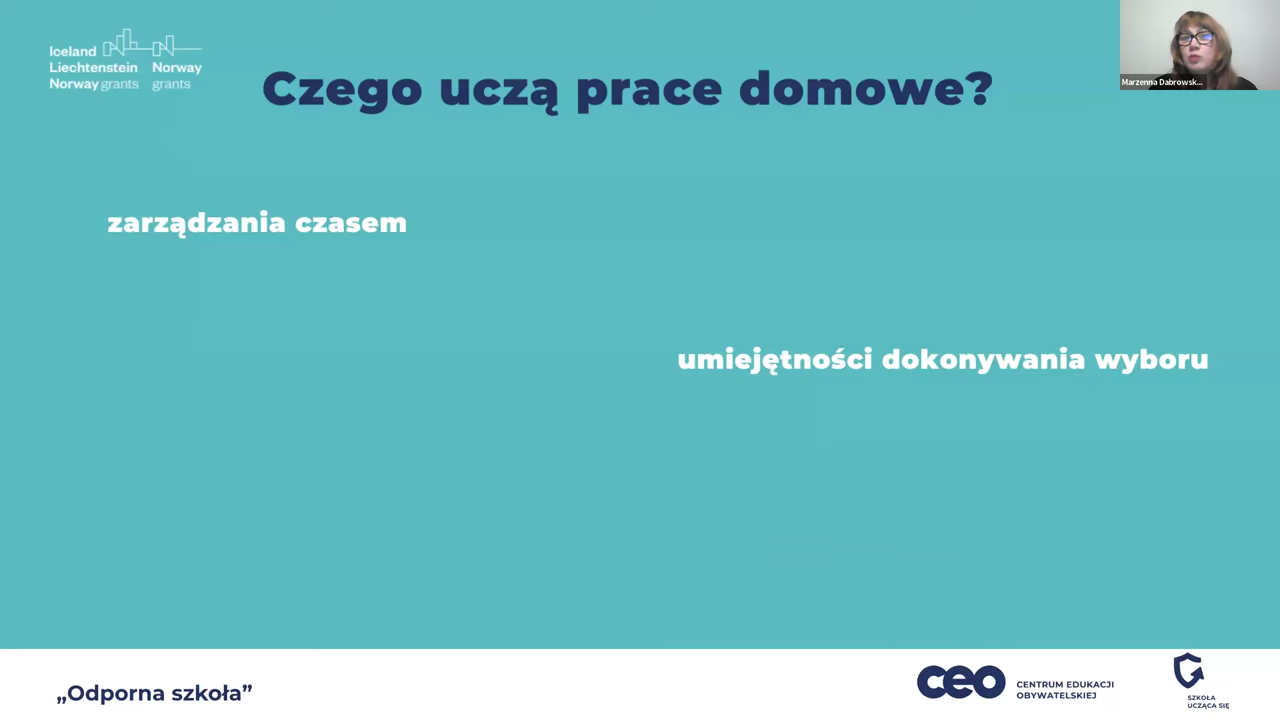 Iceland
Liechtenstein Norway
Norway grants grants
Czego uczą prace domowe?
Marzenna Dabrowsk...
zarządzania czasem
umiejętności dokonywania wyboru
„Odporna szkoła”
ceo
CENTRUM EDUKACJI
OBYWATELSKIEJ
SZKOŁA
UCZĄCA SIĘ